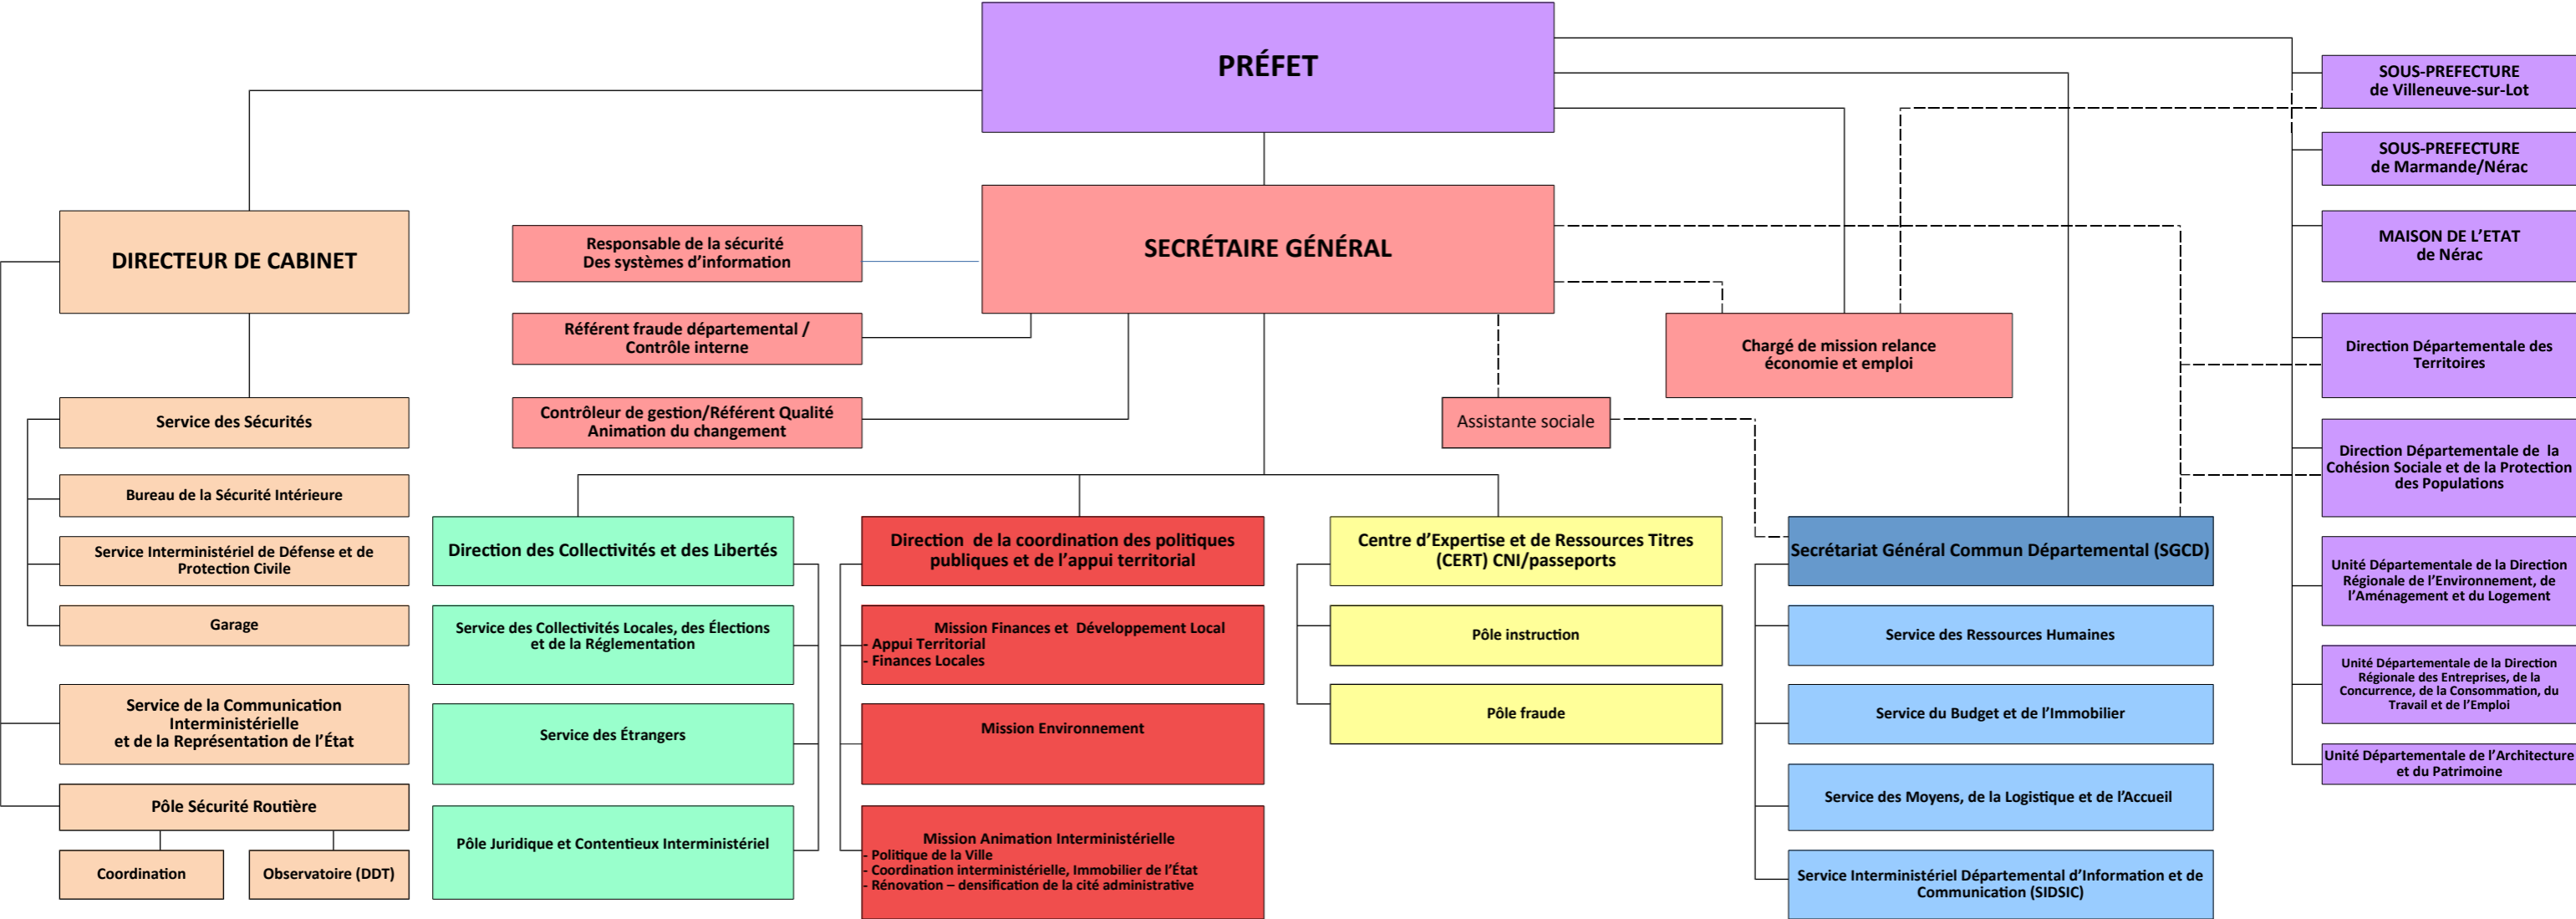 PRÉFET
SECRÉTAIRE GÉNÉRAL
DIRECTEUR DE CABINET
Service des Sécurités
Bureau de la Sécurité Intérieure
Service Interministériel de Défense et de
Protection Civile
Garage
Service de la Communication
Interministérielle
et de la Représentation de l’État
Pôle Sécurité Routière
Coordination
Observatoire (DDT)
Responsable de la sécurité
Des systèmes d’information
Référent fraude départemental /
Contrôle interne
Contrôleur de gestion/Référent Qualité
Animation du changement
Chargé de mission relance
économie et emploi
Assistante sociale
Direction des Collectivités et des Libertés
Service des Collectivités Locales, des Élections
et de la Réglementation
Service des Étrangers
Pôle Juridique et Contentieux Interministériel
Direction de la coordination des politiques
publiques et de l’appui territorial
Mission Finances et Développement Local
- Appui Territorial
- Finances Locales
Mission Environnement
Mission Animation Interministérielle
- Politique de la Ville
- Coordination interministérielle, Immobilier de l’État
- Rénovation – densification de la cité administrative
Centre d’Expertise et de Ressources Titres
(CERT) CNI/passeports
Pôle instruction
Pôle fraude
Secrétariat Général Commun Départemental (SGCD)
Service des Ressources Humaines
Service du Budget et de l’Immobilier
Service des Moyens, de la Logistique et de l’Accueil
Service Interministériel Départemental d’Information et de
Communication (SIDSIC)
SOUS-PREFECTURE
de Villeneuve-sur-Lot
SOUS-PREFECTURE
de Marmande/Nérac
MAISON DE L’ETAT
de Nérac
Direction Départementale des
Territoires
Direction Départementale de la
Cohésion Sociale et de la Protection
des Populations
Unité Départementale de la Direction
Régionale de l’Environnement, de
l’Aménagement et du Logement
Unité Départementale de la Direction
Régionale des Entreprises, de la
Concurrence, de la Consommation, du
Travail et de l’Emploi
Unité Départementale de l’Architecture
et du Patrimoine